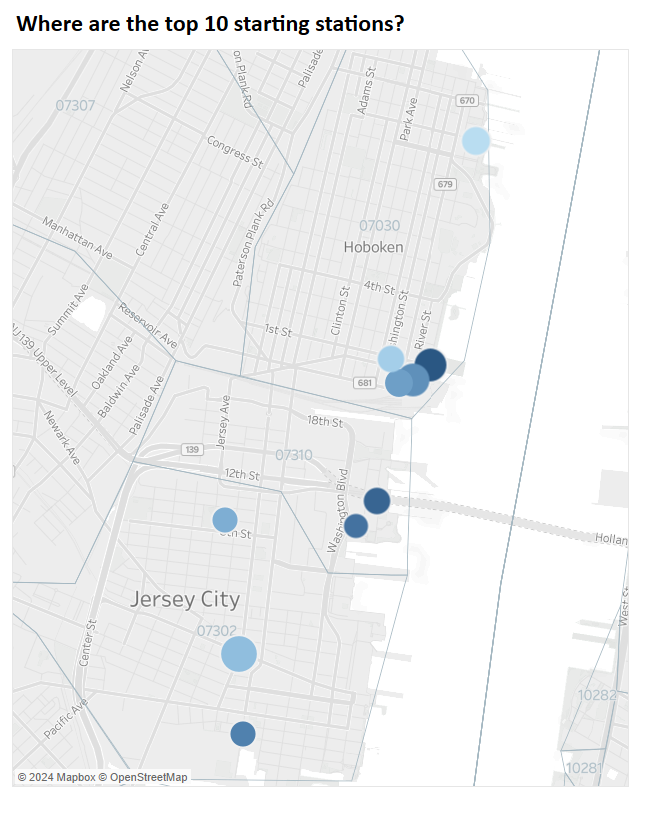 Where are the top 10 starting stations?
Nelson Av
on Plank Rd
Palisade
Adams St
Park Ave
670
07307
Congress St
679
Paterson Plank Rd
Central Ave
07030
Hoboken
Manhattan Ave
4th St
Summit Ave
Clinton St
hington St
River St
Reservoir Ave
1st St
U 139 Upper Level
Oakland Ave
Baldwin Ave
Palisade Ave
681
Jersey Ave
18th St
Newark Ave
139
07310
12th St
Washington Blvd
th St
Hollan
Jersey City
West St
07302
Center St
10282
Pacific Ave
10281
© 2024 Mapbox © OpenStreetMap